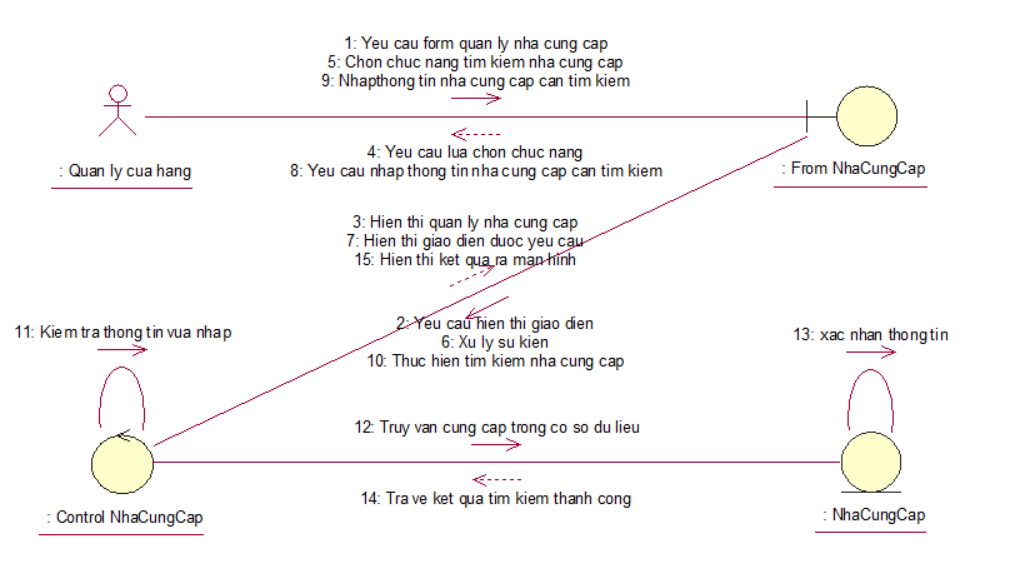 1: Yeu cau form quan ly nha cung cap
5: Chon chuc nang tim kiem nha cung cap
9: Nhapthong tin nha cung cap can tim kiem
4: Yeu cau lua chon chuc nang
8: Yeu cau nhap thong tin nha cung cap can tim kiem
: Quan ly cua hang
: From NhaCungCap
3: Hien thi quan ly nha cung cap
7: Hien thi giao dien duoc yeu cau
15: Hien thi ket qua ra man hinh
2: Yeu cau hien thi giao dien
6: Xu ly su kien
10: Thuc hien tim kiem nha cung cap
11: Kiem tra thong tin vua nhap
13: xac nhan thong tin
12: Truy van cung cap trong co so du lieu
14: Tra ve ket qua tim kiem thanh cong
: Control NhaCungCap
: NhaCungCap